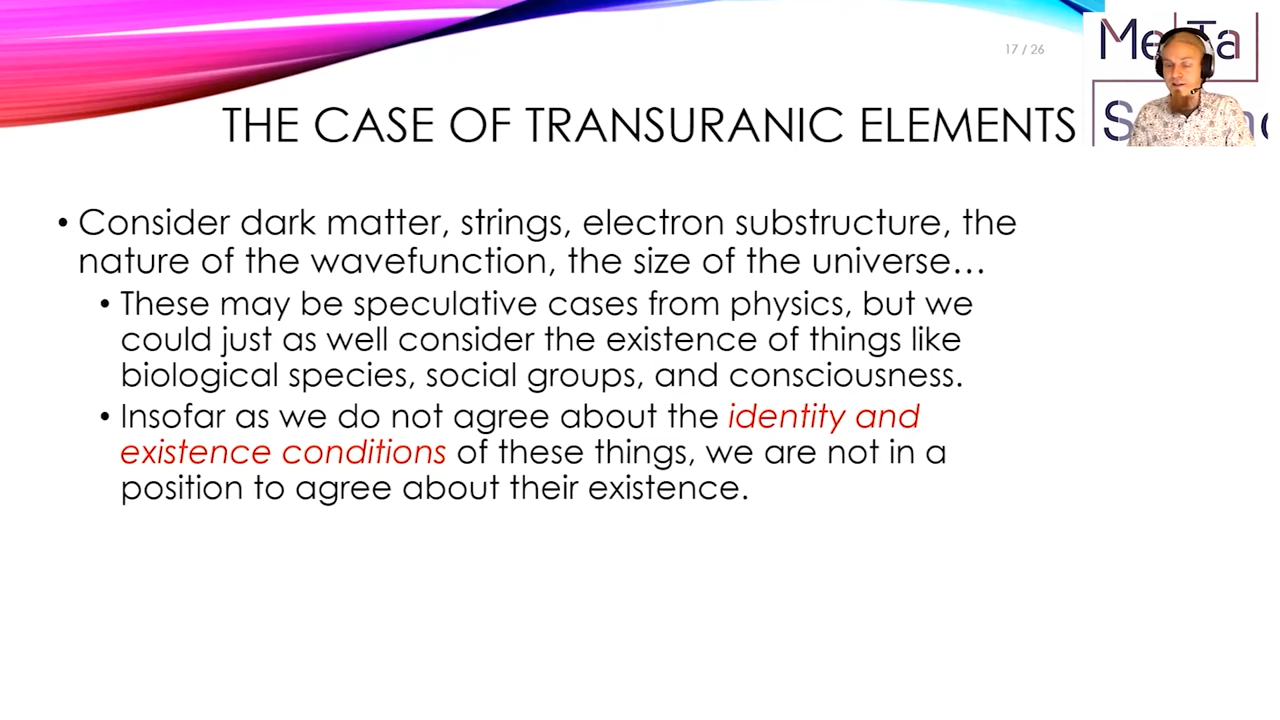 17 / 26
Me Ta
THE CASE OF TRANSURANIC ELEMENTS
• Consider dark matter, strings, electron substructure, the
nature of the wavefunction, the size of the universe…
• These may be speculative cases from physics, but we
could just as well consider the existence of things like
biological species, social groups, and consciousness.
• Insofar as we do not agree about the identity and
existence conditions of these things, we are not in a
position to agree about their existence.